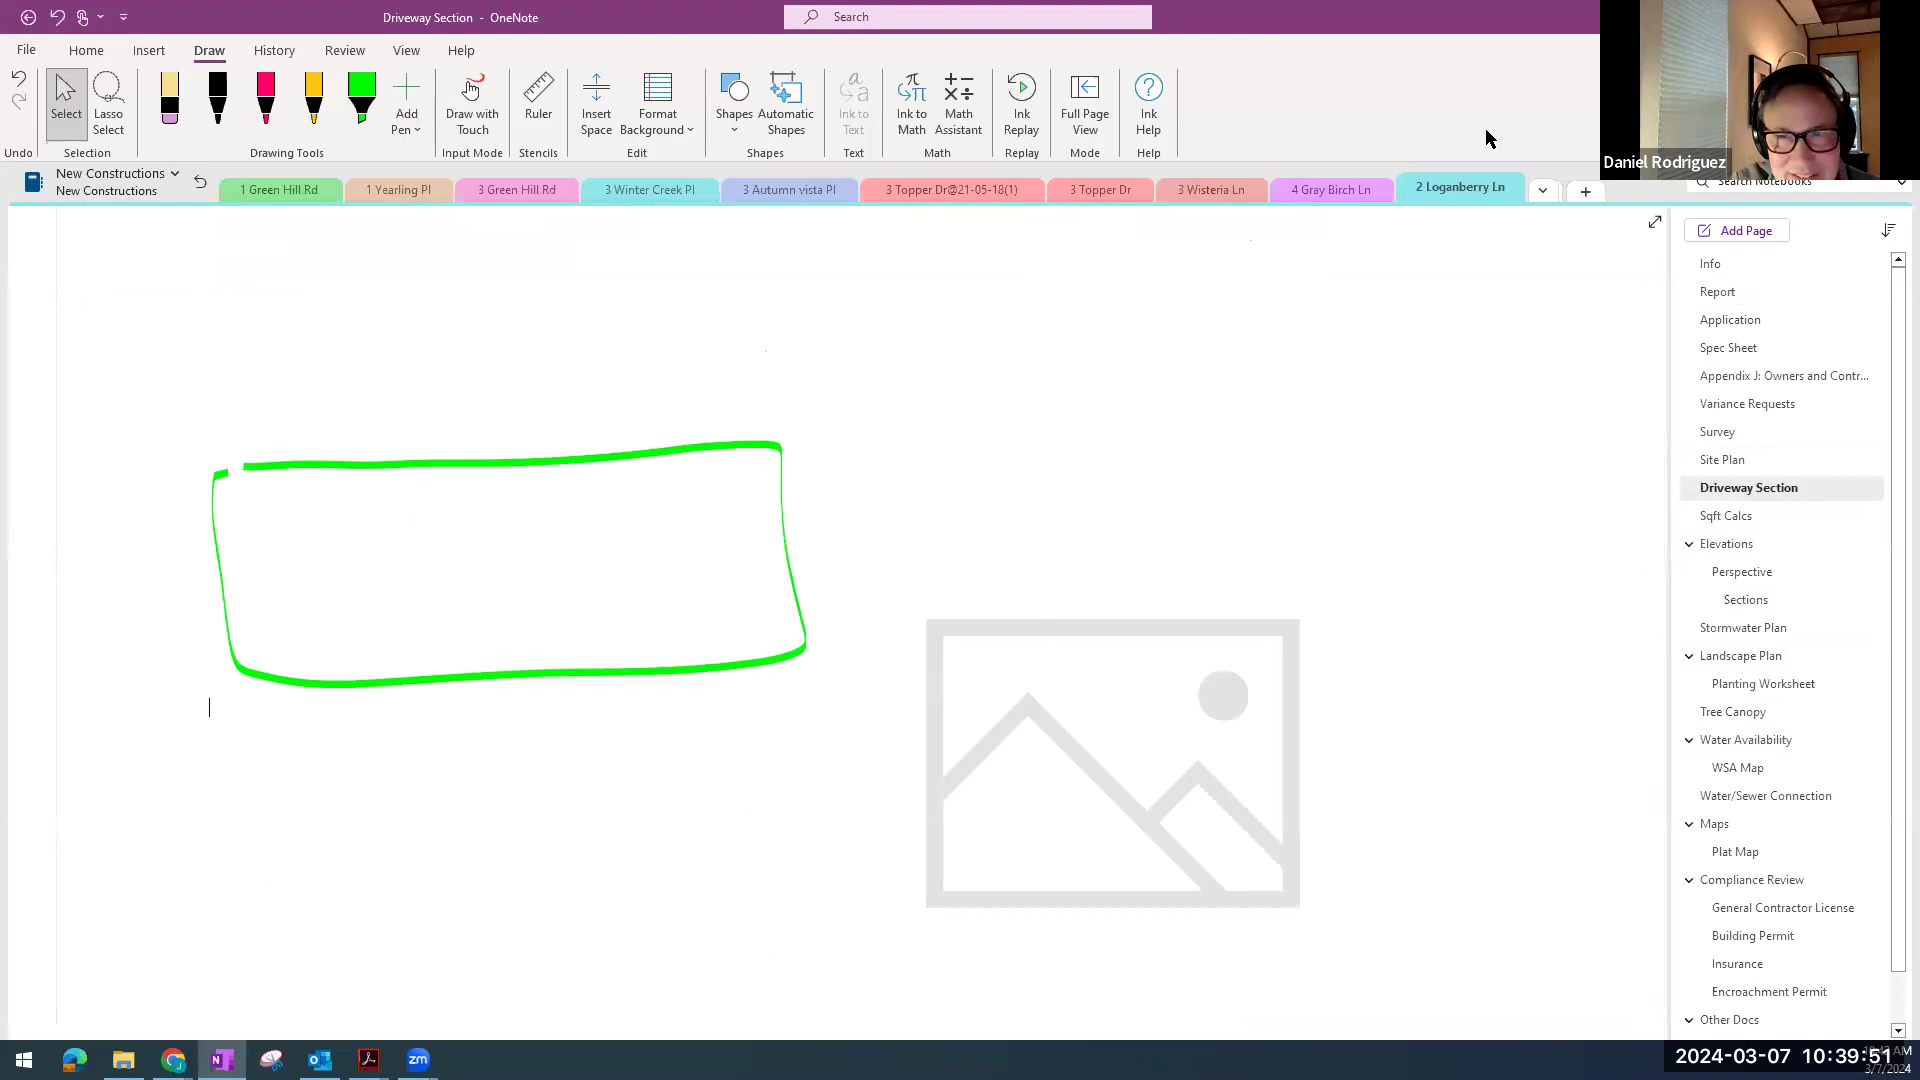 Driveway Section - OneNote
Search
File
Home
Insert
Draw
History
Review
View
Help
Select
Lasso Select
Add Pen
Draw with Touch
Ruler
Insert Space
Format Background
Shapes
Automatic Shapes
Ink to Text
Ink to Math
Math Assistant
Ink Replay
Full Page View
Ink Help
Undo
Selection
Drawing Tools
Input Mode
Stencils
Edit
Shapes
Text
Math
Replay
Mode
Help
Daniel Rodriguez
New Constructions
New Constructions
1 Green Hill Rd
1 Yearling Pl
3 Green Hill Rd
3 Winter Creek Pl
3 Autumn vista Pl
3 Topper Dr@21-05-18(1)
3 Topper Dr
3 Wisteria Ln
4 Gray Birch Ln
2 Loganberry Ln
Search Notebooks
Add Page
Info
Report
Application
Spec Sheet
Appendix J: Owners and Contr...
Variance Requests
Survey
Site Plan
Driveway Section
Sqft Calcs
Elevations
Perspective
Sections
Stormwater Plan
Landscape Plan
Planting Worksheet
Tree Canopy
Water Availability
WSA Map
Water/Sewer Connection
Maps
Plat Map
Compliance Review
General Contractor License
Building Permit
Insurance
Encroachment Permit
Other Docs
zm
2024-03-07 10:39:51
3/7/2024